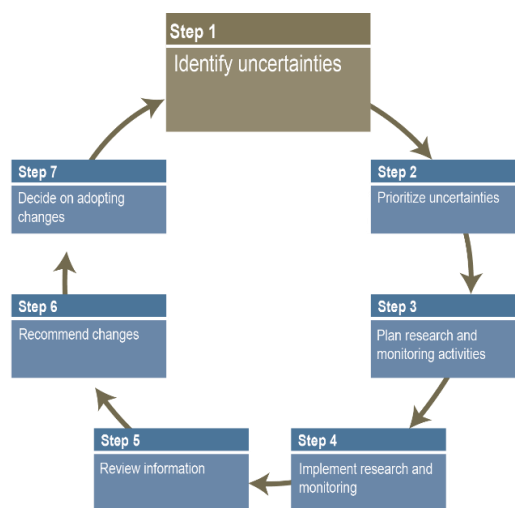 Step 1
Identify uncertainties
Step 2
Prioritize uncertainties
Step 3
Plan research and
monitoring activities
Step 4
Implement research and
monitoring
Step 5
Review information
Step 6
Recommend changes
Step 7
Decide on adopting
changes